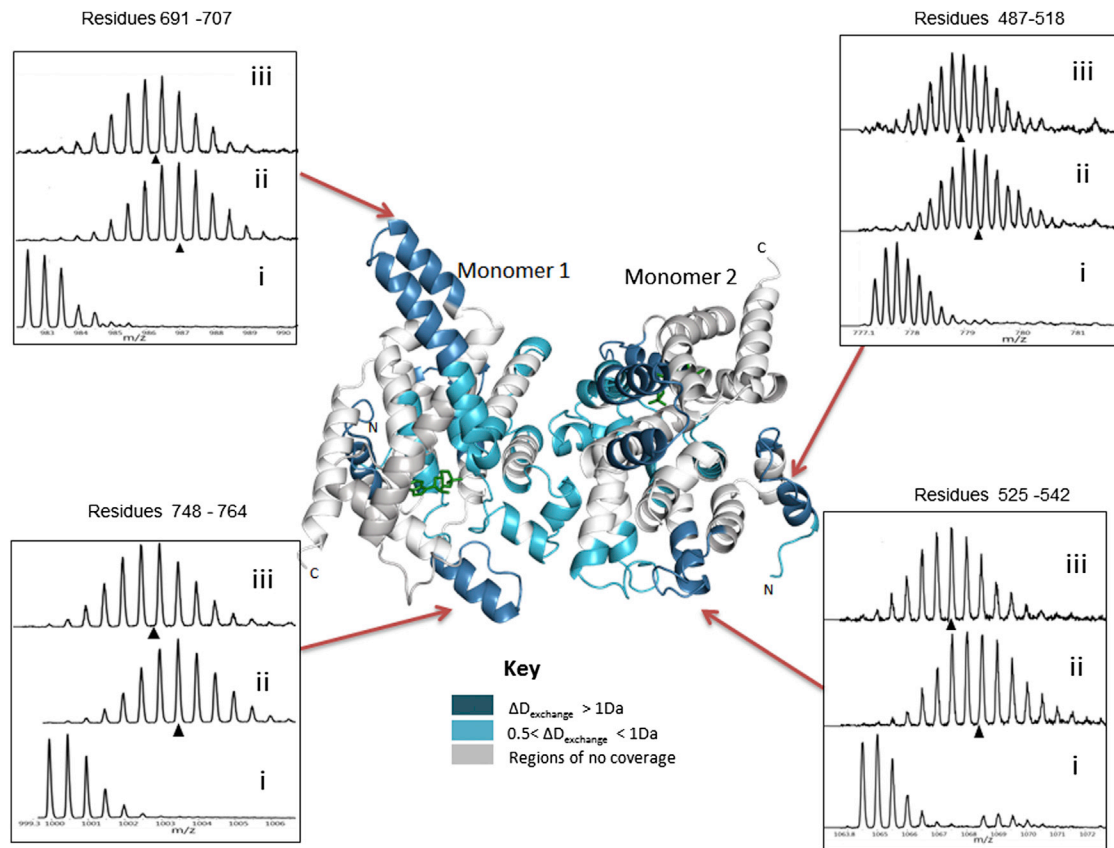 Residues 691 -707
iii
ii
i
983 984 985 986 987 988 989 990
m/z
Residues 487-518
iii
ii
i
777.1 778 779 780 781
m/z
Monomer 1
Monomer 2
C
N
N
C
Residues 748 - 764
iii
ii
i
999.3 1000 1001 1002 1003 1004 1005 1006
m/z
Residues 525 -542
iii
ii
i
1063.8 1065 1066 1067 1068 1069 1070 1071 1072
m/z
Key
ΔDexchange > 1Da
0.5< ΔDexchange < 1Da
Regions of no coverage